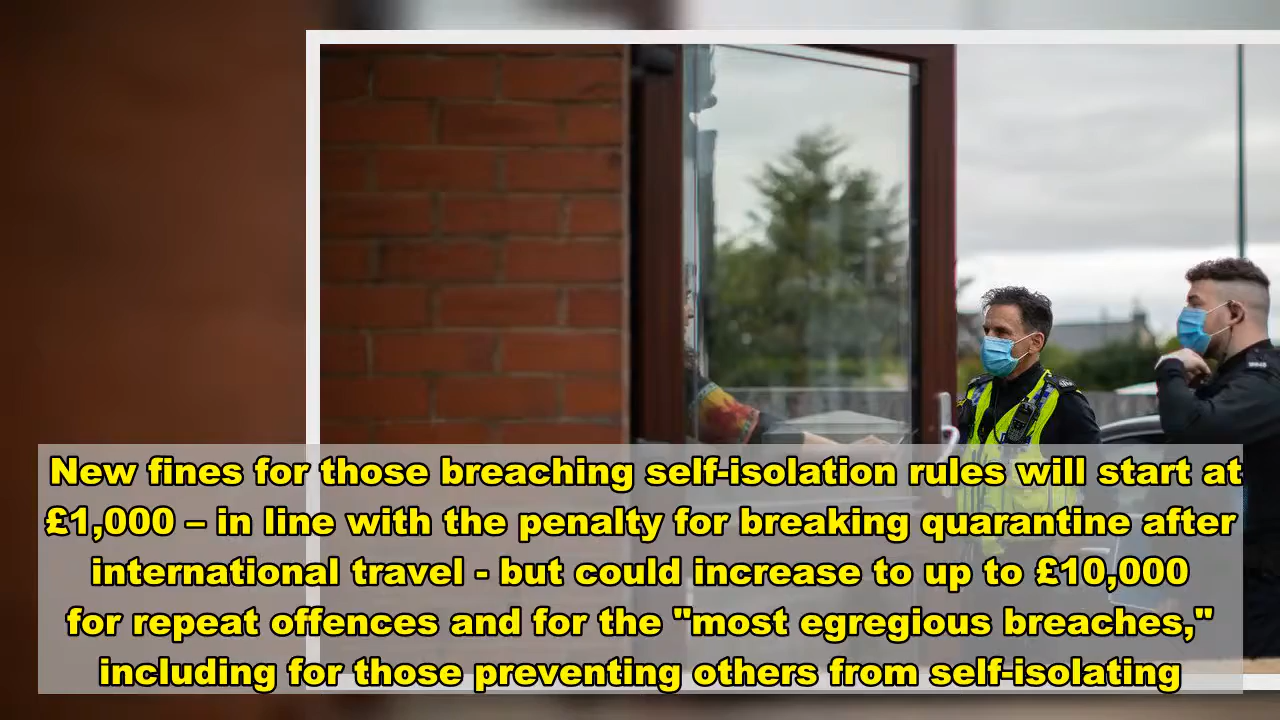 New fines for those breaching self-isolation rules will start at
£1,000 – in line with the penalty for breaking quarantine after
international travel - but could increase to up to £10,000
for repeat offences and for the "most egregious breaches,"
including for those preventing others from self-isolating